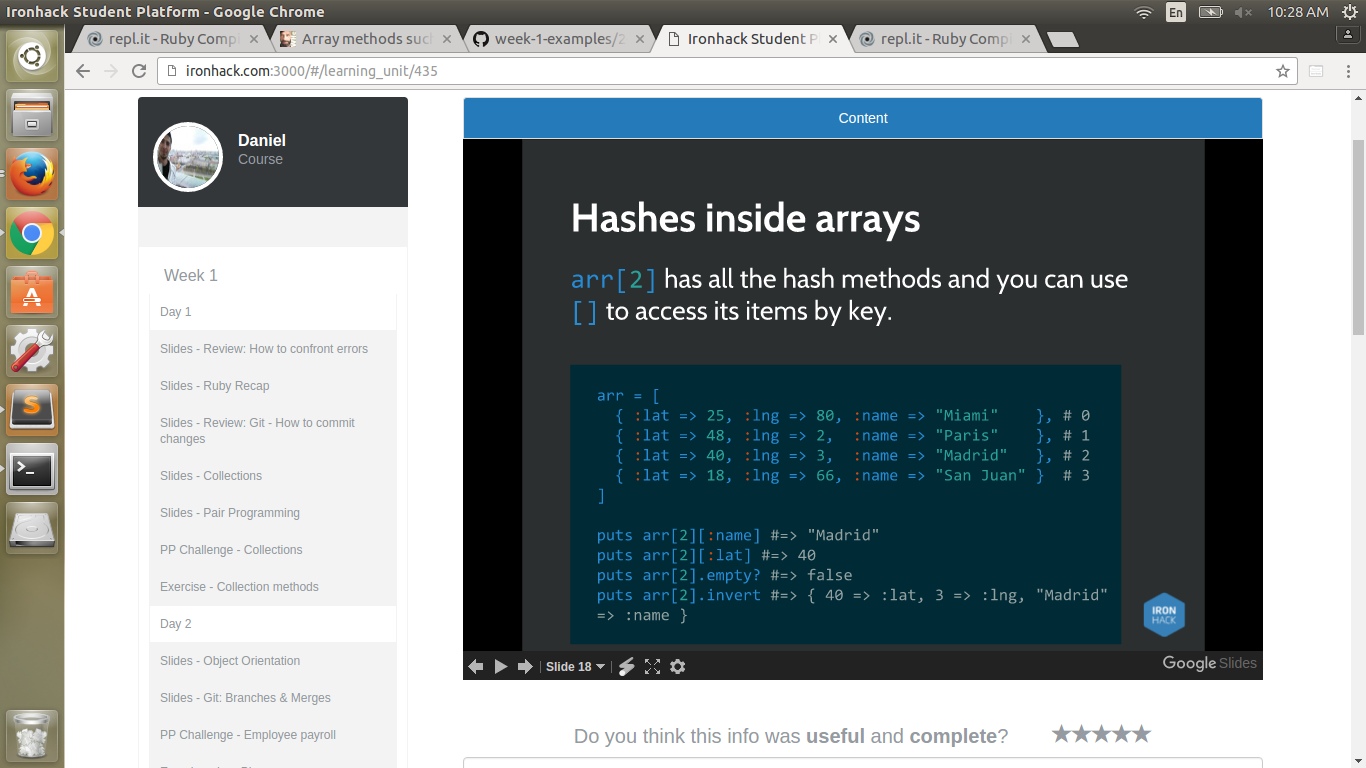 Ironhack Student Platform - Google Chrome
En
10:28 AM
repl.it - Ruby Comp
Array methods suc
week-1-examples/2
Ironhack Student P
repl.it - Ruby Comp
ironhack.com:3000/#/learning_unit/435
Daniel
Course
Week 1
Day 1
Slides - Review: How to confront errors
Slides - Ruby Recap
Slides - Review: Git - How to commit
changes
Slides - Collections
Slides - Pair Programming
PP Challenge - Collections
Exercise - Collection methods
Day 2
Slides - Object Orientation
Slides - Git: Branches & Merges
PP Challenge - Employee payroll
Content
Hashes inside arrays
arr[2] has all the hash methods and you can use
[] to access its items by key.
arr = [
{ :lat => 25, :lng => 80, :name => "Miami" }, # 0
{ :lat => 48, :lng => 2, :name => "Paris" }, # 1
{ :lat => 40, :lng => 3, :name => "Madrid" }, # 2
{ :lat => 18, :lng => 66, :name => "San Juan" } # 3
]
puts arr[2][:name] #=> "Madrid"
puts arr[2][:lat] #=> 40
puts arr[2].empty? #=> false
puts arr[2].invert #=> { 40 => :lat, 3 => :lng, "Madrid"
=> :name }
IRON
HACK
Slide 18
Google Slides
Do you think this info was useful and complete?